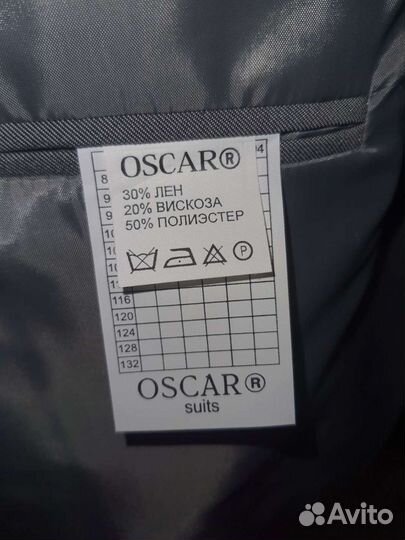 OSCAR®
30% ЛЕН
20% ВИСКОЗА
50% ПОЛИЭСТЕР
P
116
120
124
128
132
OSCAR®
suits
Avito